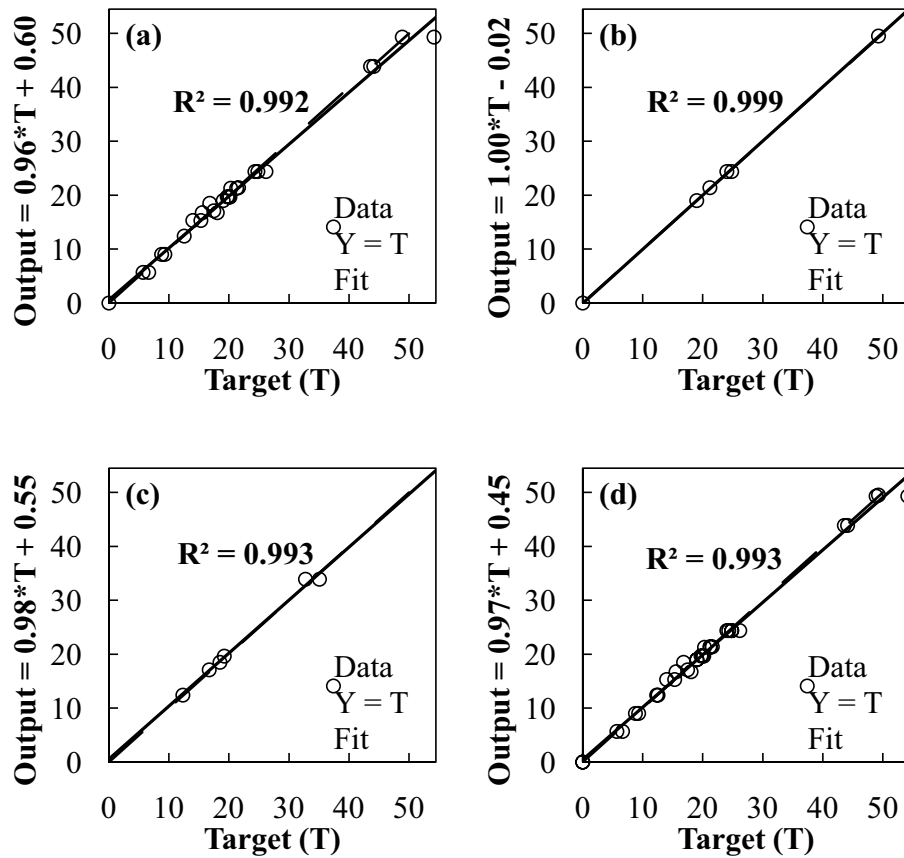 Output = 0.96*T + 0.60
(a)
R² = 0.992
50
40
30
20
10
0
Data
Y = T
Fit
0 10 20 30 40 50
Target (T)
Output = 1.00*T - 0.02
(b)
R² = 0.999
50
40
30
20
10
0
0 10 20 30 40 50
Target (T)
Output = 0.98*T + 0.55
(c)
R² = 0.993
50
40
30
20
10
0
Data
Y = T
Fit
0 10 20 30 40 50
Target (T)
Output = 0.97*T + 0.45
(d)
R² = 0.993
50
40
30
20
10
0
Data
Y = T
Fit
0 10 20 30 40 50
Target (T)